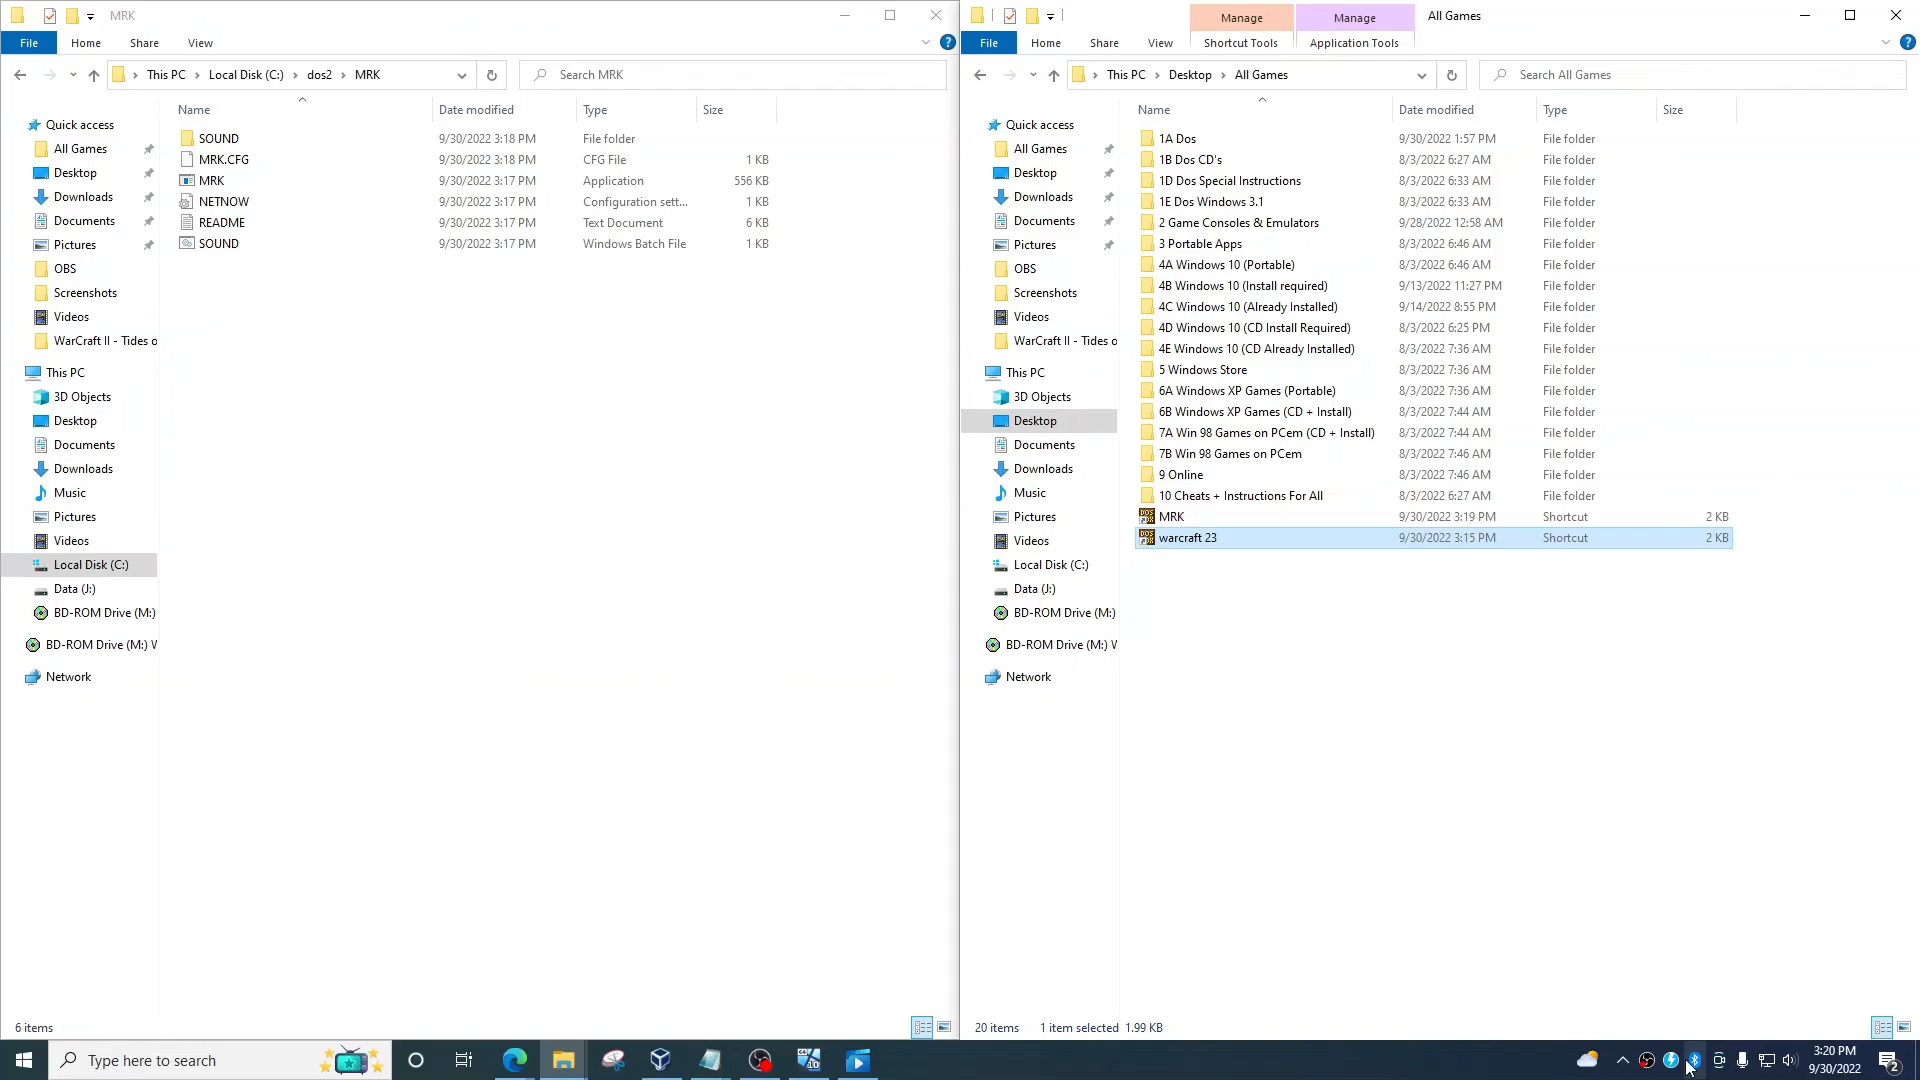 MRK
File Home Share View
This PC Local Disk (C:) dos2 MRK
Search MRK
Name Date modified Type Size
Quick access
All Games
Desktop
Downloads
Documents
Pictures
OBS
Screenshots
Videos
WarCraft II - Tides o
This PC
3D Objects
Desktop
Documents
Downloads
Music
Pictures
Videos
Local Disk (C:)
Data (J:)
BD-ROM Drive (M:)
BD-ROM Drive (M:) W
Network
SOUND 9/30/2022 3:18 PM File folder
MRK.CFG 9/30/2022 3:18 PM CFG File 1 KB
MRK 9/30/2022 3:17 PM Application 556 KB
NETNOW 9/30/2022 3:17 PM Configuration sett... 1 KB
README 9/30/2022 3:17 PM Text Document 6 KB
SOUND 9/30/2022 3:17 PM Windows Batch File 1 KB
6 items
Manage Manage All Games
File Home Share View Shortcut Tools Application Tools
This PC Desktop All Games
Search All Games
Name Date modified Type Size
Quick access
All Games
Desktop
Downloads
Documents
Pictures
OBS
Screenshots
Videos
WarCraft II - Tides o
This PC
3D Objects
Desktop
Documents
Downloads
Music
Pictures
Videos
Local Disk (C:)
Data (J:)
BD-ROM Drive (M:)
BD-ROM Drive (M:) W
Network
1A Dos 9/30/2022 1:57 PM File folder
1B Dos CD's 8/3/2022 6:27 AM File folder
1D Dos Special Instructions 8/3/2022 6:33 AM File folder
1E Dos Windows 3.1 8/3/2022 6:33 AM File folder
2 Game Consoles & Emulators 9/28/2022 12:58 AM File folder
3 Portable Apps 8/3/2022 6:46 AM File folder
4A Windows 10 (Portable) 8/3/2022 6:46 AM File folder
4B Windows 10 (Install required) 9/13/2022 11:27 PM File folder
4C Windows 10 (Already Installed) 9/14/2022 8:55 PM File folder
4D Windows 10 (CD Install Required) 8/3/2022 6:25 PM File folder
4E Windows 10 (CD Already Installed) 8/3/2022 7:36 AM File folder
5 Windows Store 8/3/2022 7:36 AM File folder
6A Windows XP Games (Portable) 8/3/2022 7:36 AM File folder
6B Windows XP Games (CD + Install) 8/3/2022 7:44 AM File folder
7A Win 98 Games on PCem (CD + Install) 8/3/2022 7:44 AM File folder
7B Win 98 Games on PCem 8/3/2022 7:46 AM File folder
9 Online 8/3/2022 7:46 AM File folder
10 Cheats + Instructions For All 8/3/2022 6:27 AM File folder
MRK 9/30/2022 3:19 PM Shortcut 2 KB
warcraft 23 9/30/2022 3:15 PM Shortcut 2 KB
20 items 1 item selected 1.99 KB
Type here to search
3:20 PM
9/30/2022
2